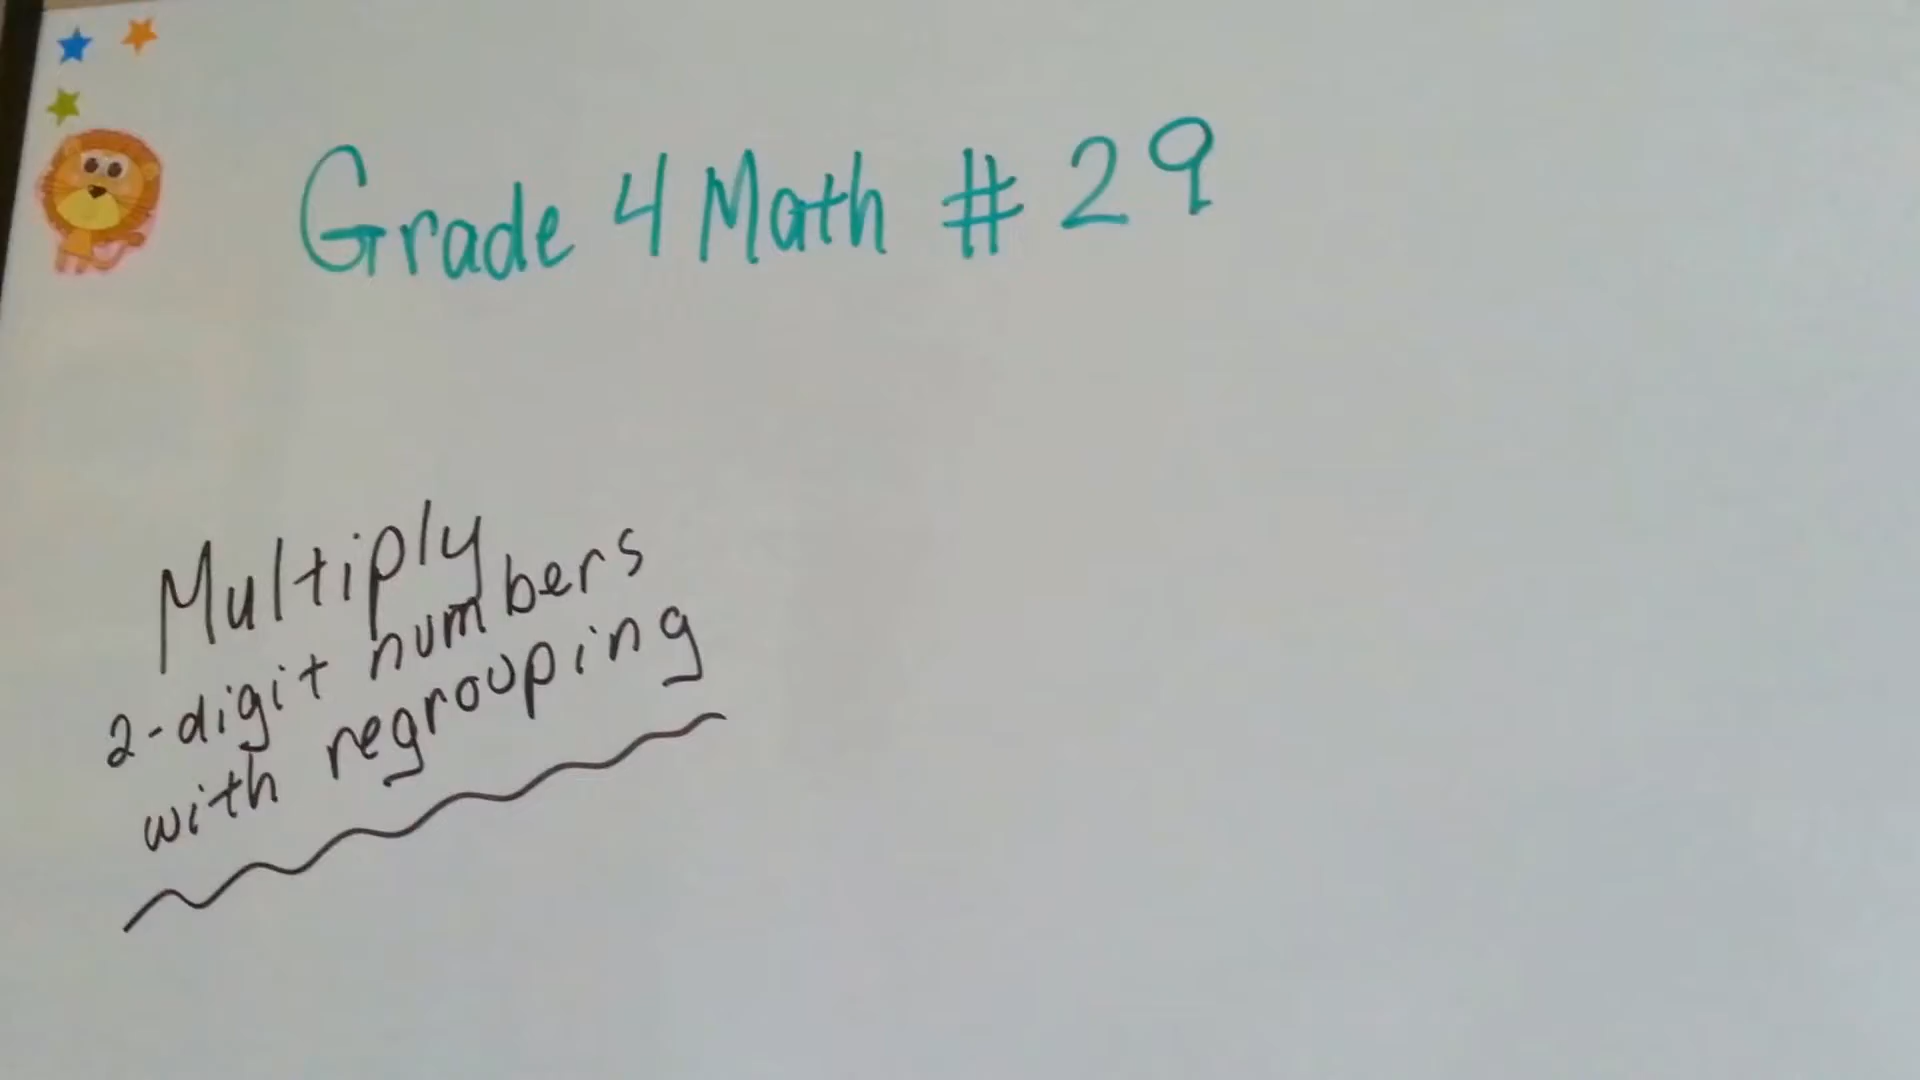 Grade 4 Math # 29
Multiply
2-digit numbers
with regrouping